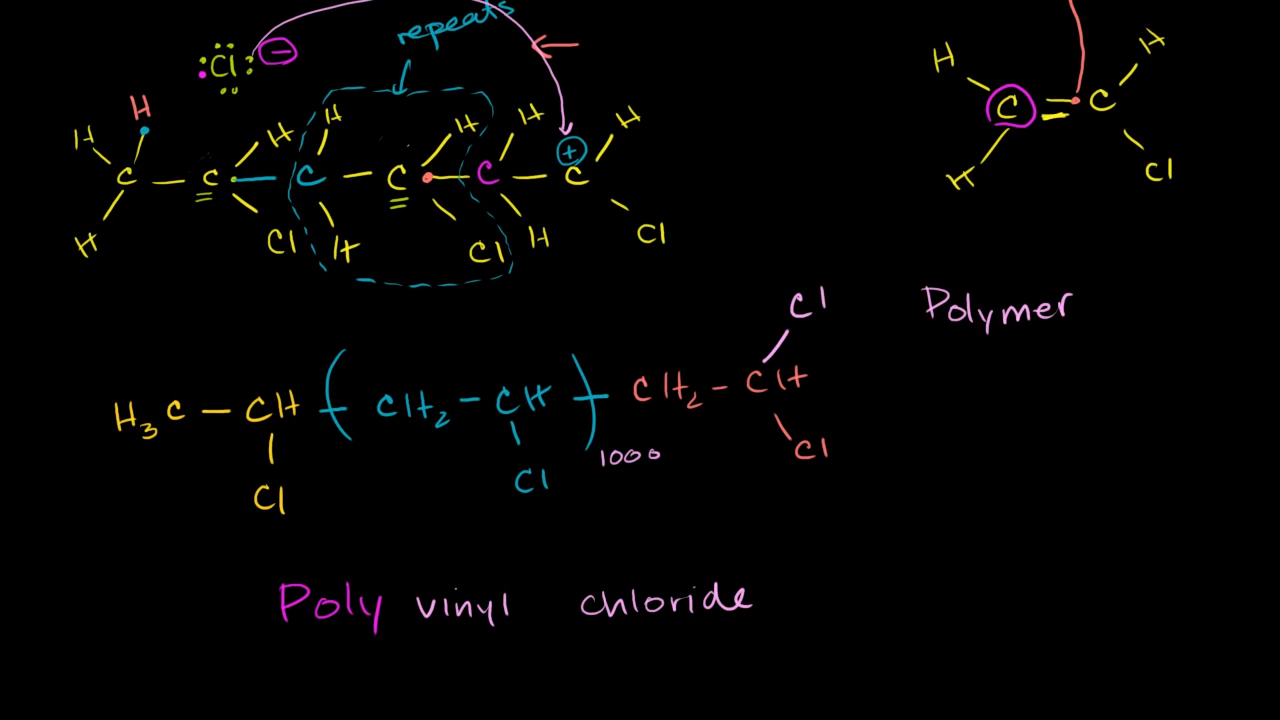 repeats
Cl −
H H H H H H +
H C C C C C C
H Cl H Cl H Cl
H H
C = C
H Cl
Polymer
Cl
H₃C — CH — ( CH₂ — CH ) — CH₂ — CH
Cl Cl 1000 Cl
Poly vinyl chloride